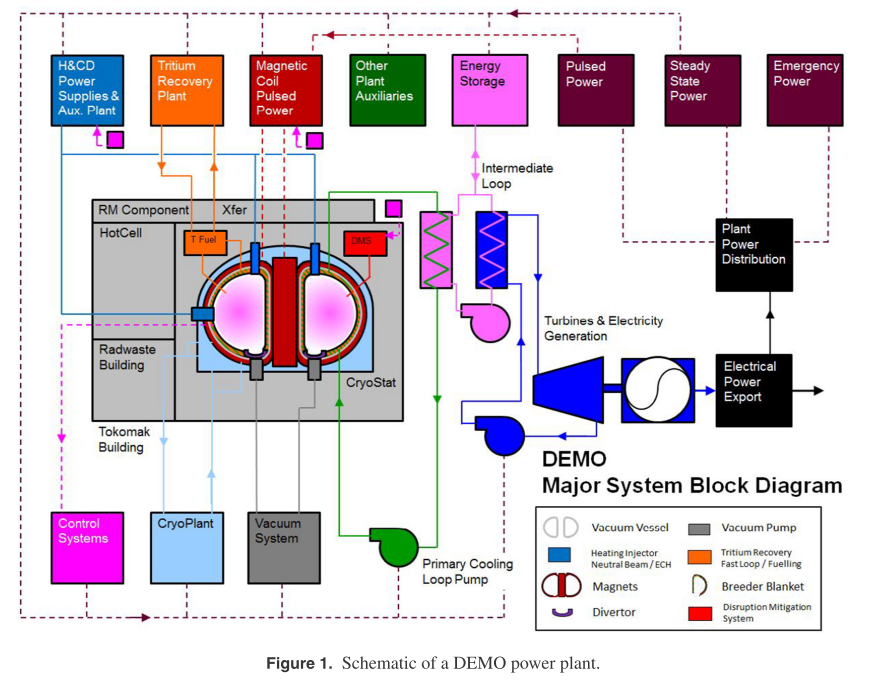 H&CD
Power
Supplies &
Aux. Plant
Tritium
Recovery
Plant
Magnetic
Coil
Pulsed
Power
Other
Plant
Auxiliaries
Energy
Storage
Pulsed
Power
Steady
State
Power
Emergency
Power
Intermediate
Loop
RM Component Xfer
HotCell
T Fuel
DMS
Plant
Power
Distribution
Radwaste
Building
CryoStat
Tokomak
Building
Turbines & Electricity
Generation
Electrical
Power
Export
Control
Systems
CryoPlant
Vacuum
System
Primary Cooling
Loop Pump
DEMO
Major System Block Diagram
Vacuum Vessel
Vacuum Pump
Heating Injector
Neutral Beam / ECH
Tritium Recovery
Fast Loop / Fuelling
Magnets
Breeder Blanket
Divertor
Disruption Mitigation
System
Figure 1. Schematic of a DEMO power plant.